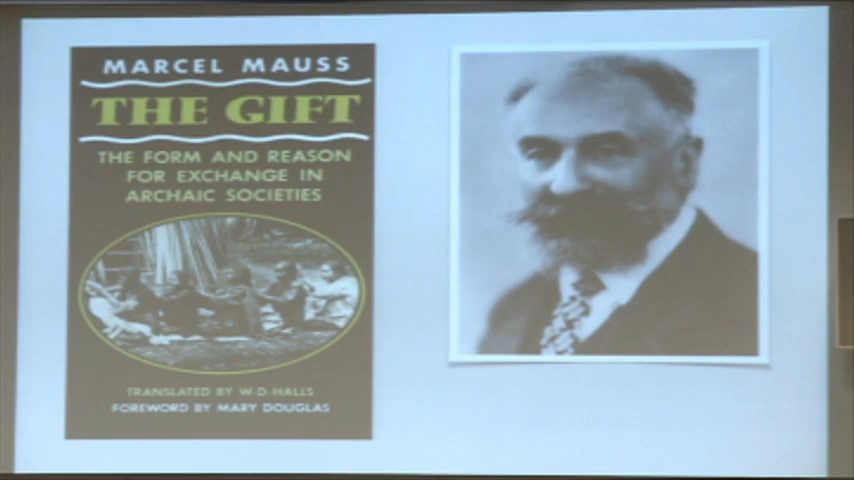 MARCEL MAUSS
THE GIFT
THE FORM AND REASON
FOR EXCHANGE IN
ARCHAIC SOCIETIES
TRANSLATED BY W·D·HALLS
FOREWORD BY MARY DOUGLAS